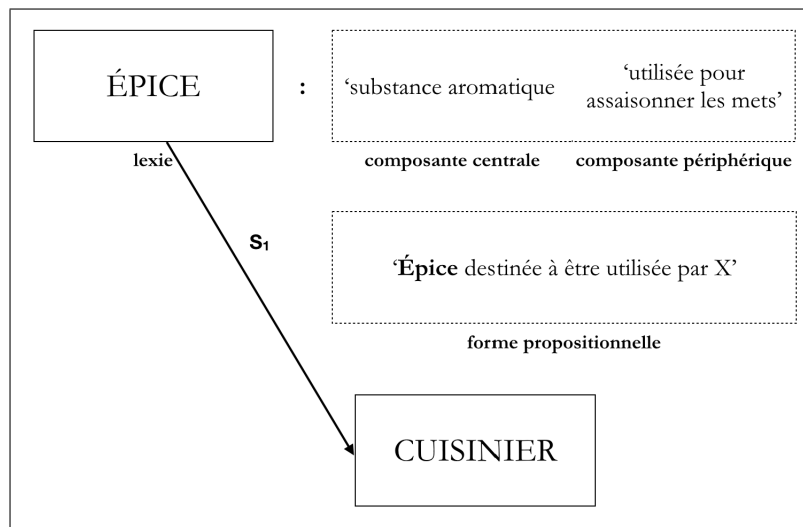 ÉPICE
:
‘substance aromatique
‘utilisée pour
assaisonner les mets’
lexie
composante centrale
composante périphérique
S₁
‘Épice destinée à être utilisée par X’
forme propositionnelle
CUISINIER